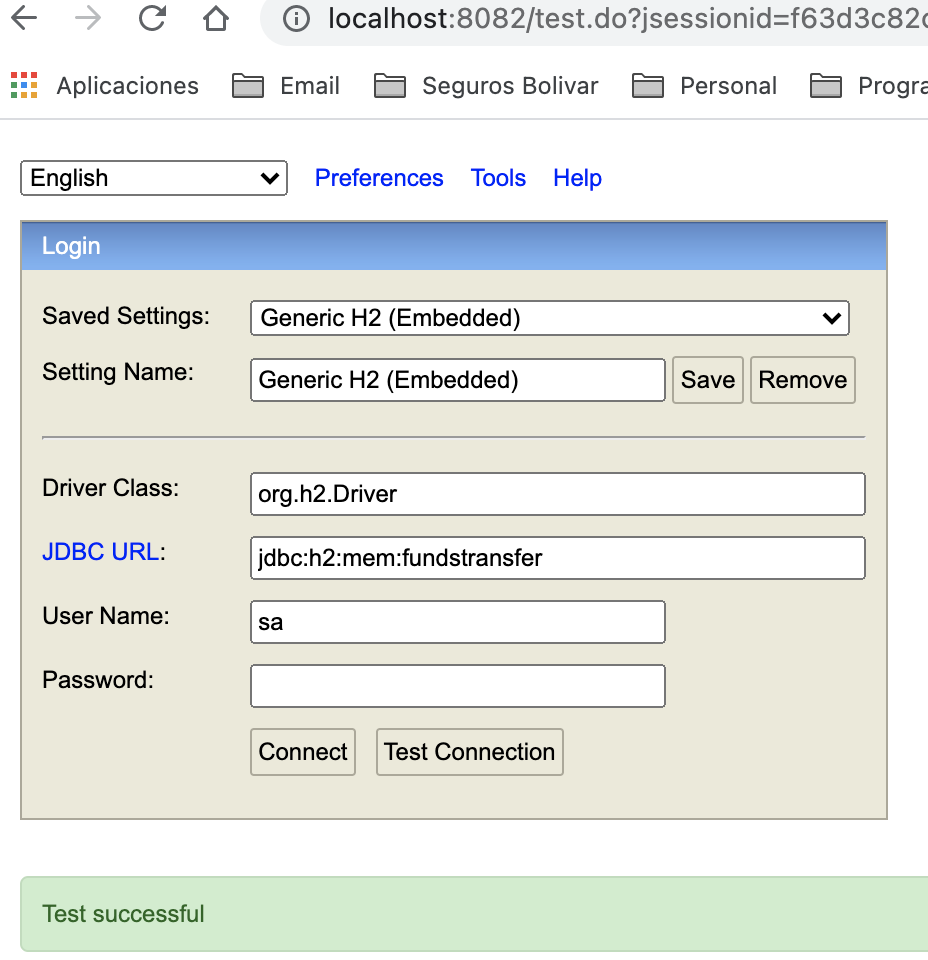 localhost:8082/test.do?jsessionid=f63d3c82
Aplicaciones Email Seguros Bolivar Personal Progra
English Preferences Tools Help
Login
Saved Settings: Generic H2 (Embedded)
Setting Name: Generic H2 (Embedded) Save Remove
Driver Class: org.h2.Driver
JDBC URL: jdbc:h2:mem:fundstransfer
User Name: sa
Password:
Connect Test Connection
Test successful